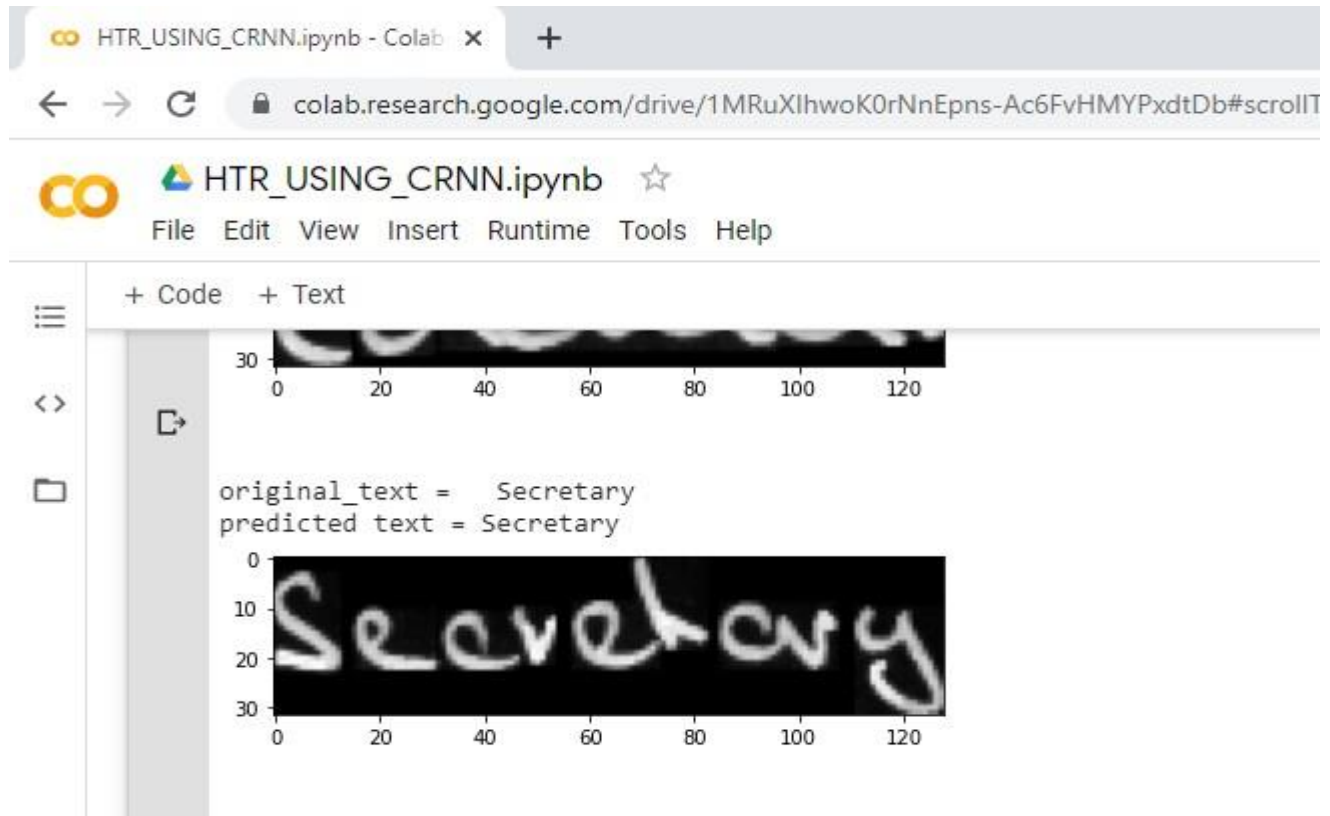 HTR_USING_CRNN.ipynb - Colab
colab.research.google.com/drive/1MRuXIhwoK0rNnEpns-Ac6FvHMYPxdtDb#scrollT
HTR_USING_CRNN.ipynb
File Edit View Insert Runtime Tools Help
+ Code + Text
30
0 20 40 60 80 100 120
original_text = Secretary
predicted text = Secretary
0
10
20
30
Secretary
0 20 40 60 80 100 120